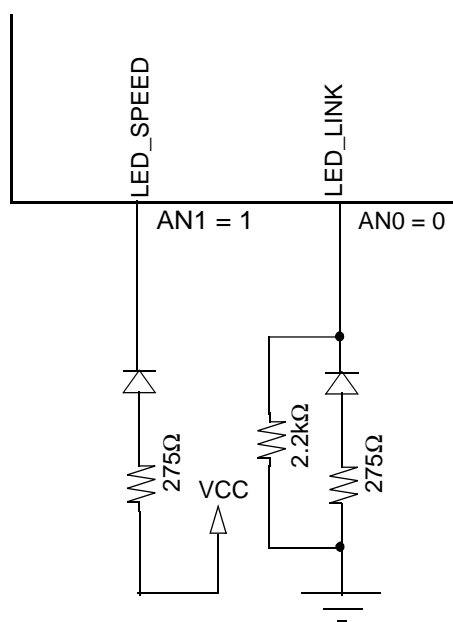 LED_SPEED
LED_LINK
AN1 = 1
AN0 = 0
275Ω
VCC
2.2kΩ
275Ω